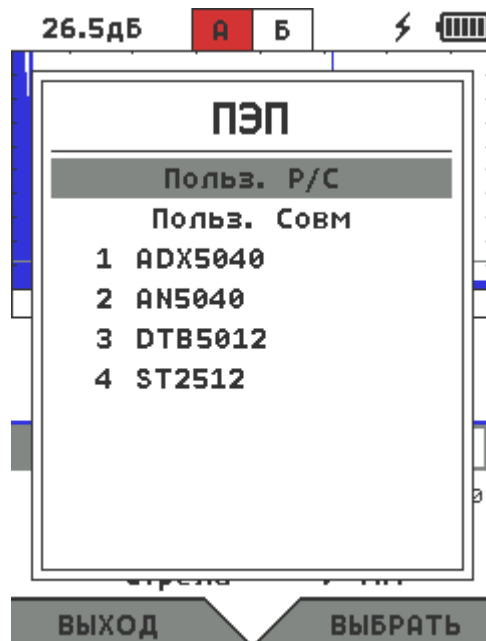 26.5дБ А Б
ПЭП
Польз. Р/С
Польз. Совм
1 ADX5040
2 AN5040
3 DTB5012
4 ST2512
ВЫХОД ВЫБРАТЬ